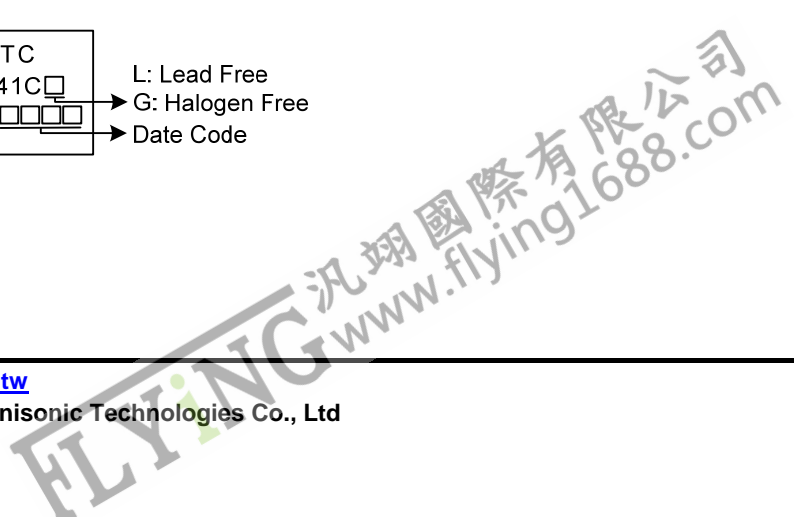 TC
L: Lead Free
41C□
G: Halogen Free
□□□□
Date Code
FLYiNG 汎翊國際有限公司
www.flying1688.com
tw
nisonic Technologies Co., Ltd